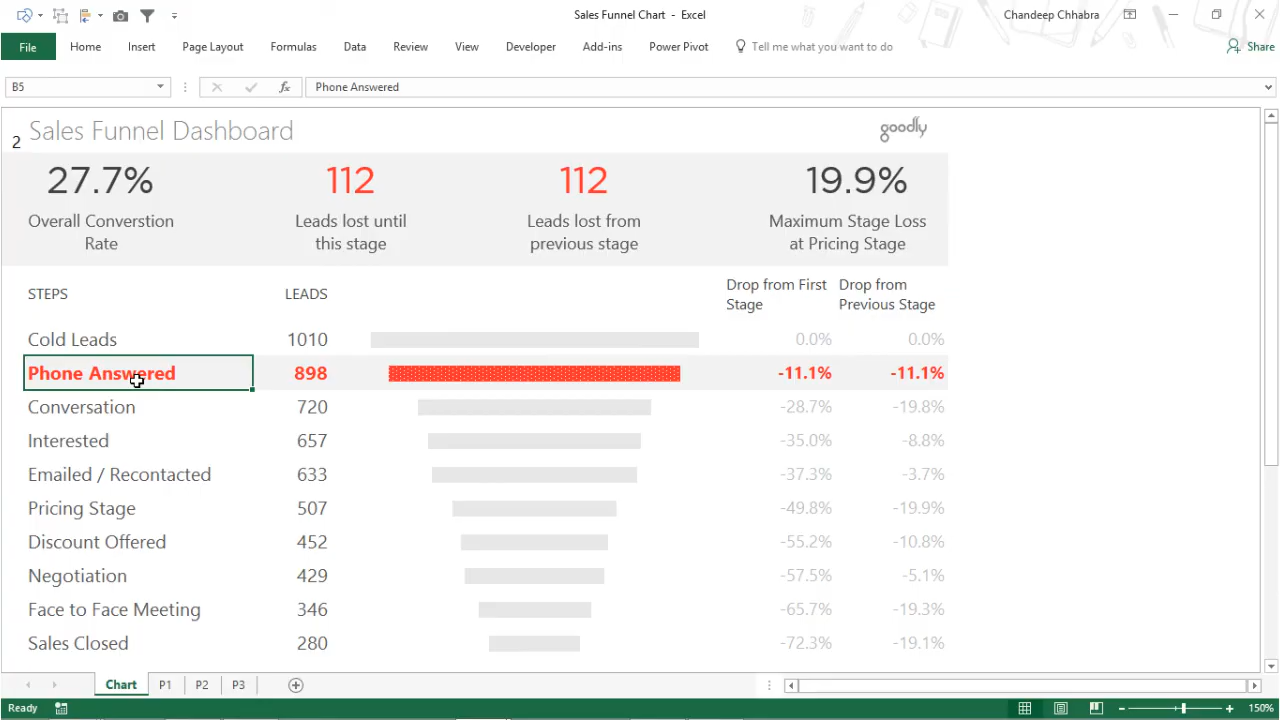 Sales Funnel Chart - Excel
Chandeep Chhabra
File Home Insert Page Layout Formulas Data Review View Developer Add-ins Power Pivot Tell me what you want to do Share
B5 fx Phone Answered
Sales Funnel Dashboard
goodly
2
27.7% 112 112 19.9%
Overall Converstion Leads lost until Leads lost from Maximum Stage Loss
Rate this stage previous stage at Pricing Stage
STEPS LEADS
Drop from First Drop from
Stage Previous Stage
Cold Leads 1010 0.0% 0.0%
Phone Answered 898 -11.1% -11.1%
Conversation 720 -28.7% -19.8%
Interested 657 -35.0% -8.8%
Emailed / Recontacted 633 -37.3% -3.7%
Pricing Stage 507 -49.8% -19.9%
Discount Offered 452 -55.2% -10.8%
Negotiation 429 -57.5% -5.1%
Face to Face Meeting 346 -65.7% -19.3%
Sales Closed 280 -72.3% -19.1%
Chart P1 P2 P3
Ready 150%